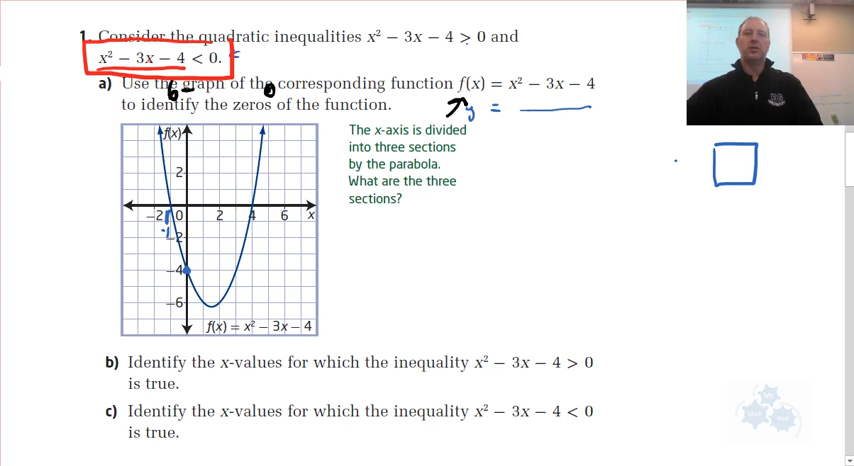 1. Consider the quadratic inequalities x² − 3x − 4 > 0 and
x² − 3x − 4 < 0.
a) Use the graph of the corresponding function f(x) = x² − 3x − 4
to identify the zeros of the function.
y = 
The x-axis is divided
into three sections
by the parabola.
What are the three
sections?
f(x)
2
−2 0 2 4 6 x
-1
−2
−4
−6
f(x) = x² − 3x − 4
b) Identify the x-values for which the inequality x² − 3x − 4 > 0
is true.
c) Identify the x-values for which the inequality x² − 3x − 4 < 0
is true.